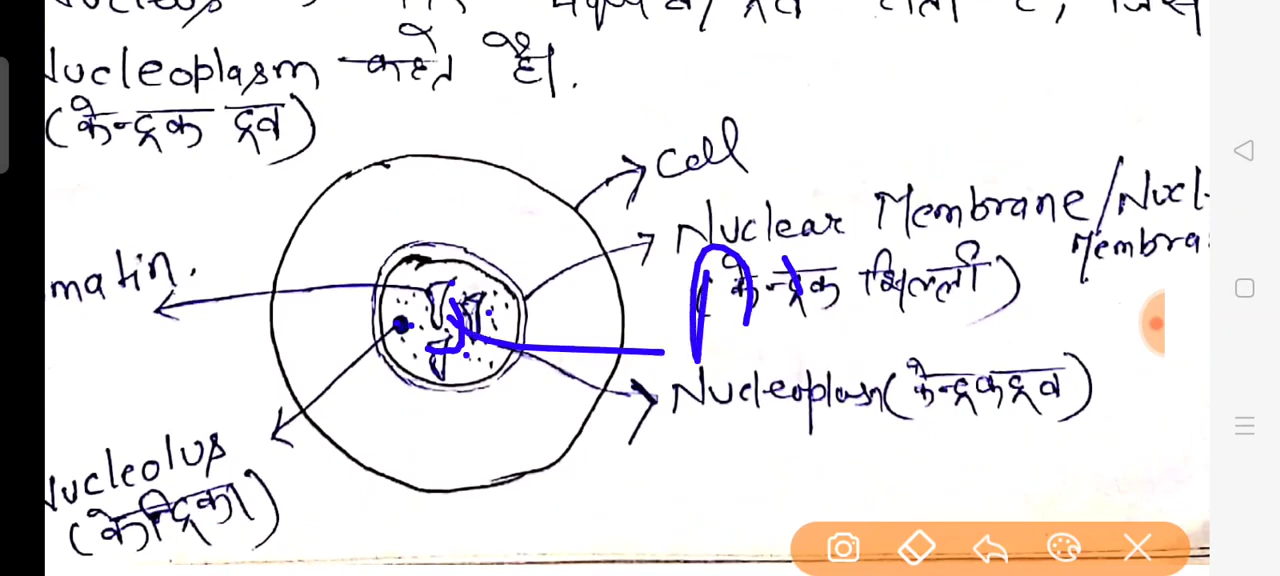 Nucleoplasm कहते है।.
(केन्द्रक द्रव)
Cell
Nuclear Membrane/Nucl
Membra
(केन्द्रक झिल्ली)
matin.
Nucleoplasm(केन्द्रक द्रव)
Nucleolus
(केन्द्रिका)